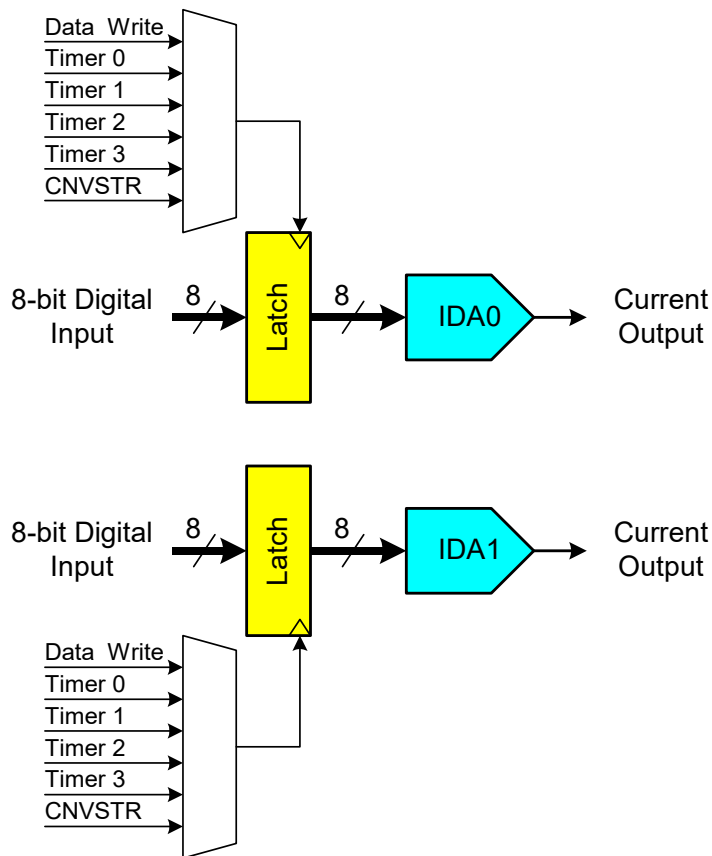 Data Write
Timer 0
Timer 1
Timer 2
Timer 3
CNVSTR
8-bit Digital
Input
8
Latch
8
IDA0
Current
Output
8-bit Digital
Input
8
Latch
8
IDA1
Current
Output
Data Write
Timer 0
Timer 1
Timer 2
Timer 3
CNVSTR